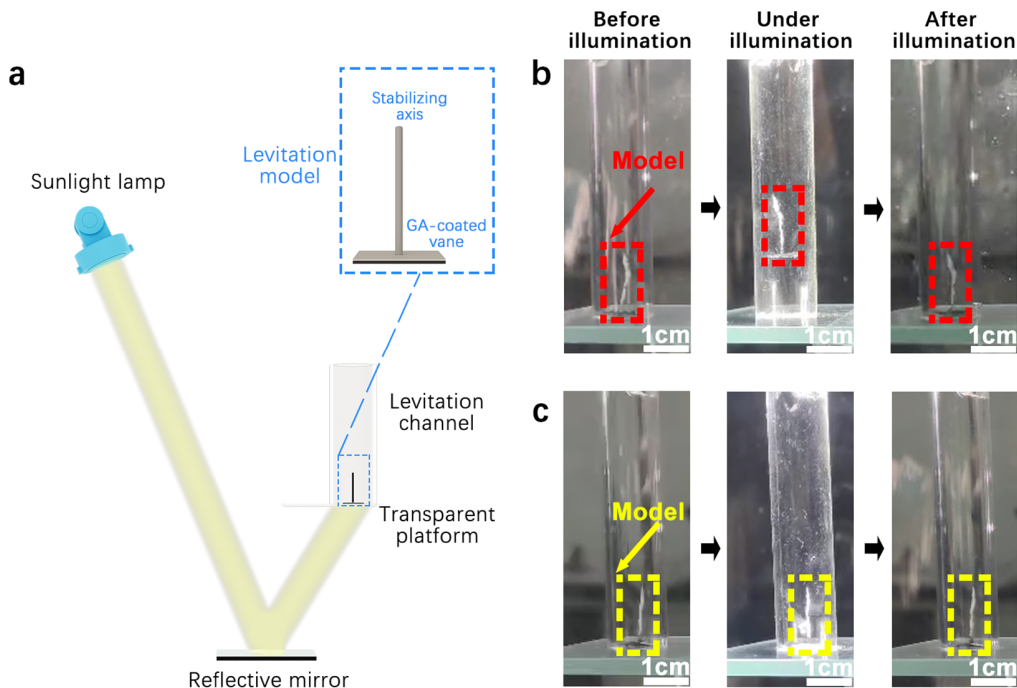 a
Sunlight lamp
Levitation
model
Stabilizing
axis
GA-coated
vane
Levitation
channel
Transparent
platform
Reflective mirror
Before
illumination
Under
illumination
After
illumination
b
Model
1cm
1cm
1cm
c
Model
1cm
1cm
1cm